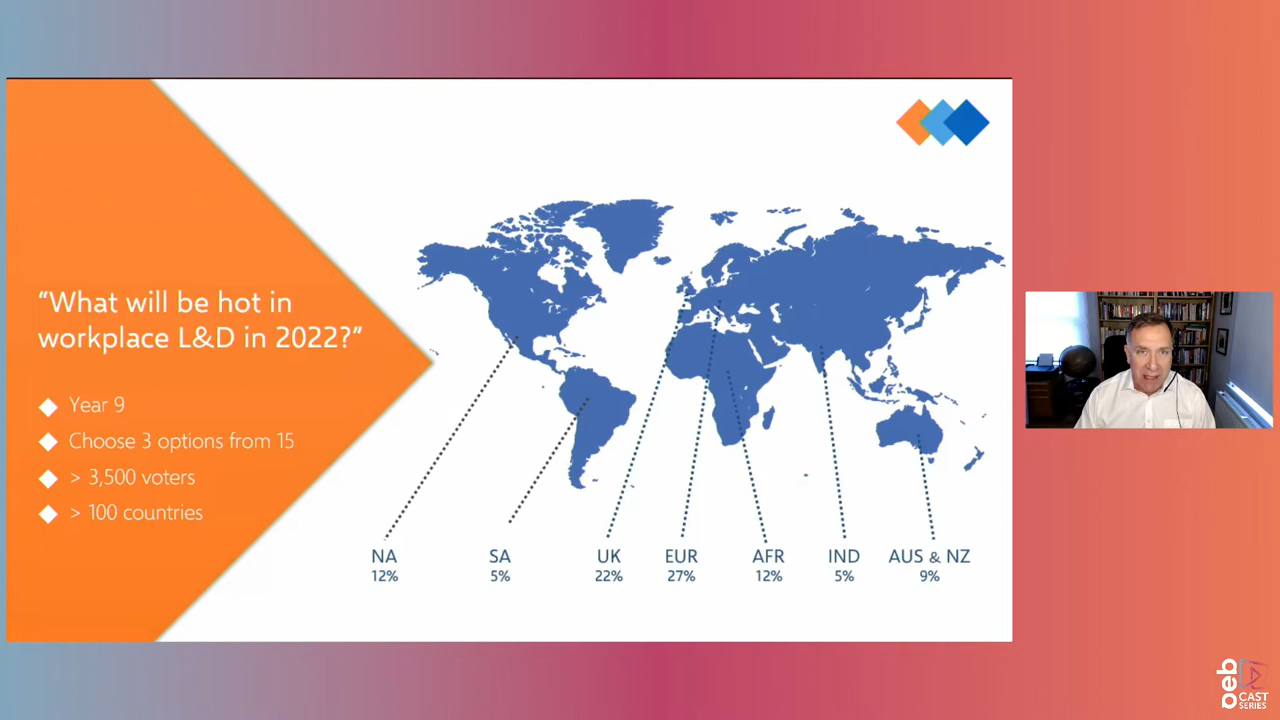 “What will be hot in
workplace L&D in 2022?”
Year 9
Choose 3 options from 15
> 3,500 voters
> 100 countries
NA
12%
SA
5%
UK
22%
EUR
27%
AFR
12%
IND
5%
AUS & NZ
9%
oeb
CAST
SERIES